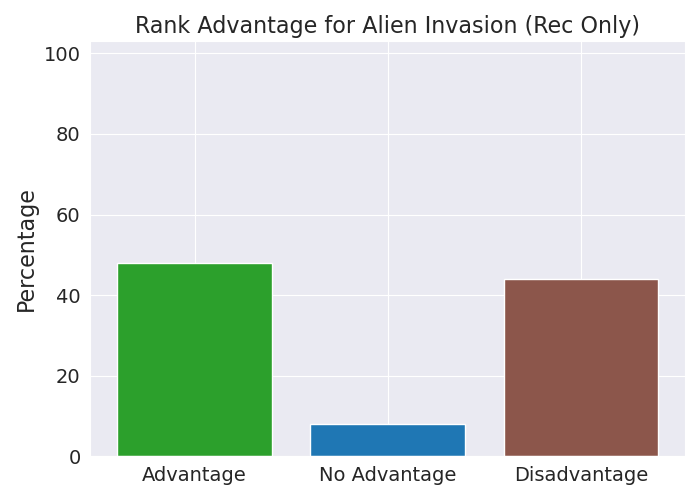 Rank Advantage for Alien Invasion (Rec Only)
100
80
60
40
20
0
Percentage
Advantage
No Advantage
Disadvantage